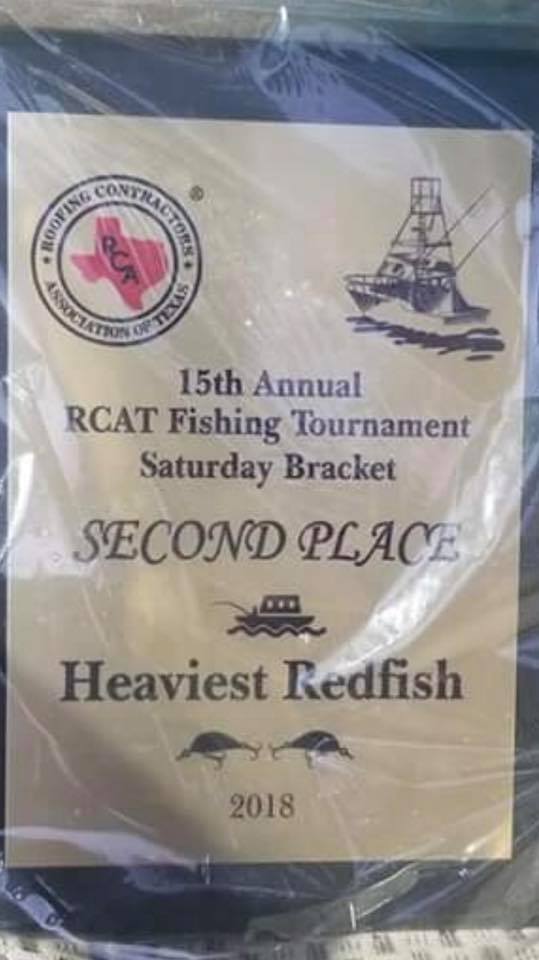 ROOFING CONTRACTORS
ASSOCIATION OF TEXAS
RCA
®
15th Annual
RCAT Fishing Tournament
Saturday Bracket
SECOND PLACE
Heaviest Redfish
2018